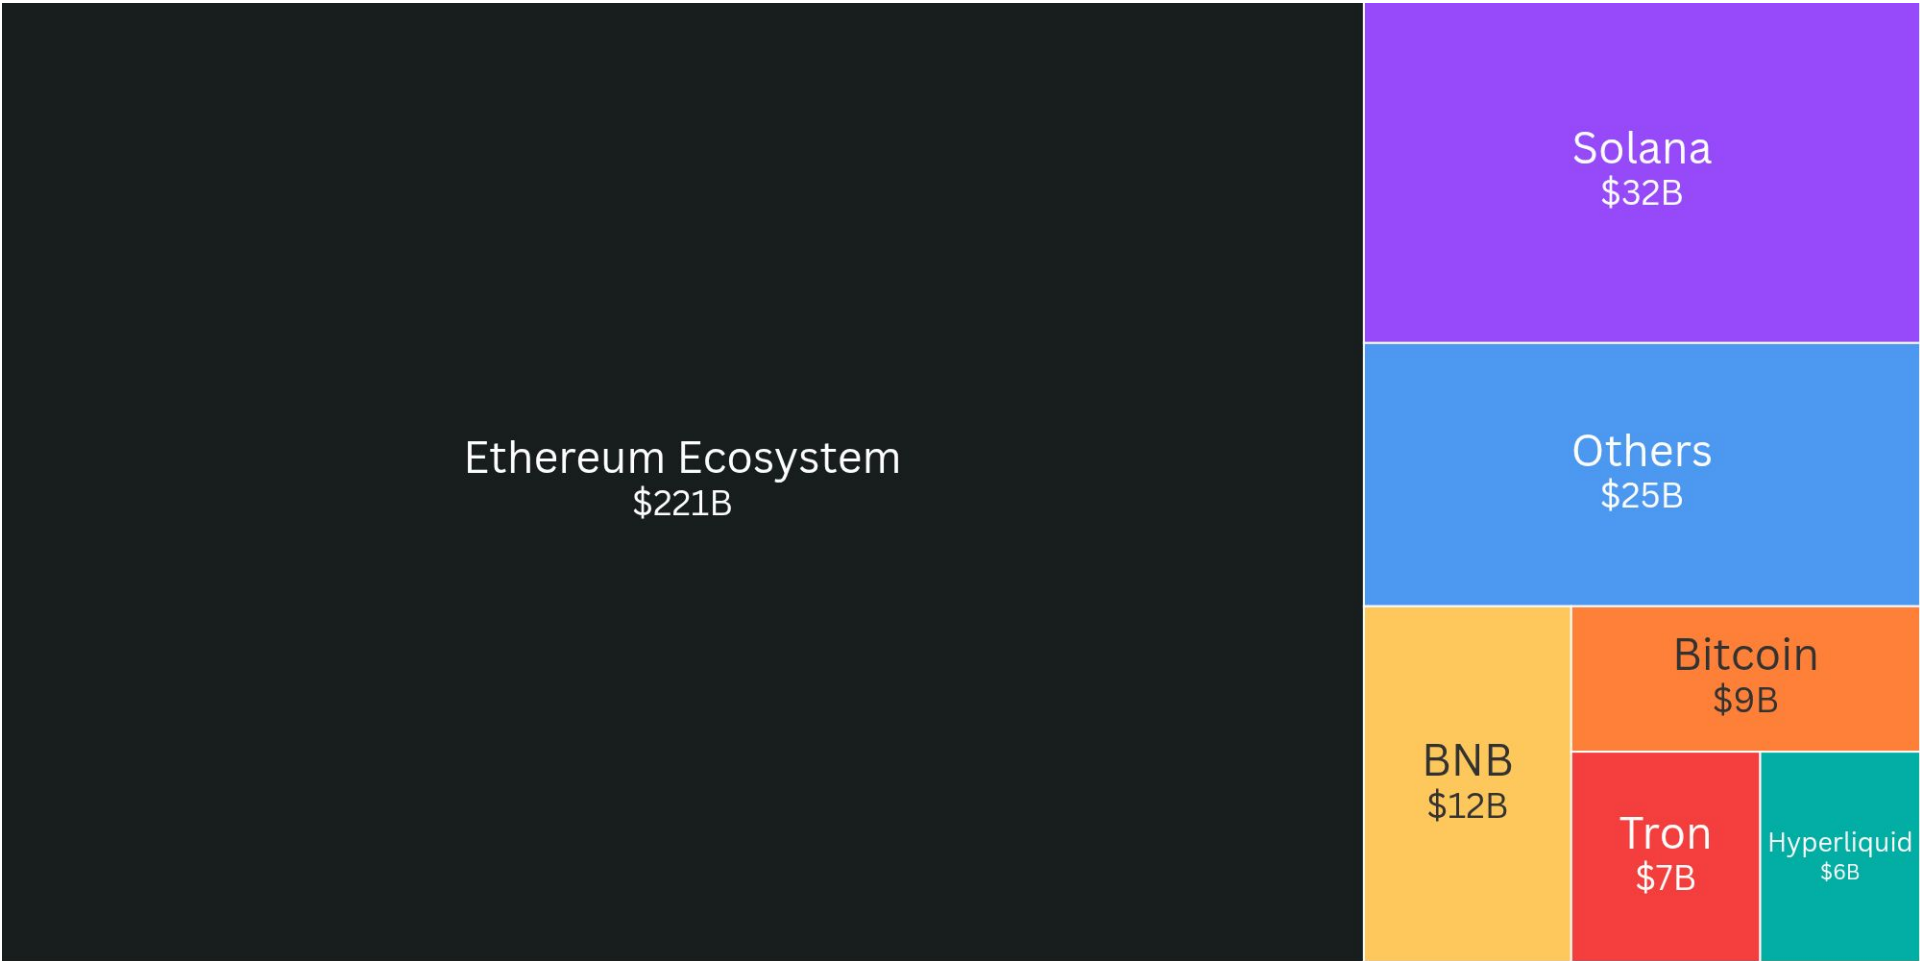 Ethereum Ecosystem
$221B
Solana
$32B
Others
$25B
BNB
$12B
Bitcoin
$9B
Tron
$7B
Hyperliquid
$6B